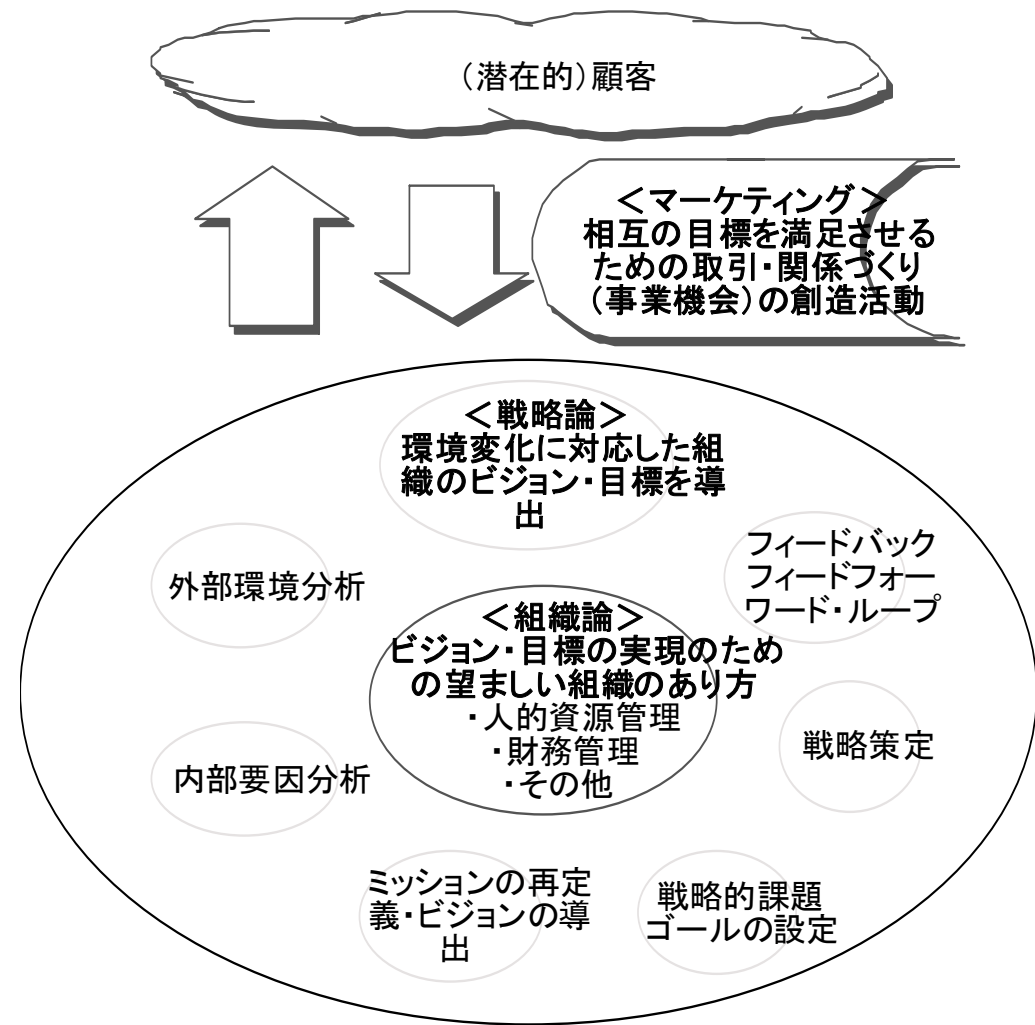 （潜在的）顧客
＜マーケティング＞
相互の目標を満足させる
ための取引・関係づくり
（事業機会）の創造活動
＜戦略論＞
環境変化に対応した組
織のビジョン・目標を導
出
外部環境分析
フィードバック
フィードフォー
ワード・ループ
＜組織論＞
ビジョン・目標の実現のため
の望ましい組織のあり方
・人的資源管理
・財務管理
・その他
内部要因分析
戦略策定
ミッションの再定
義・ビジョンの導
出
戦略的課題
ゴールの設定